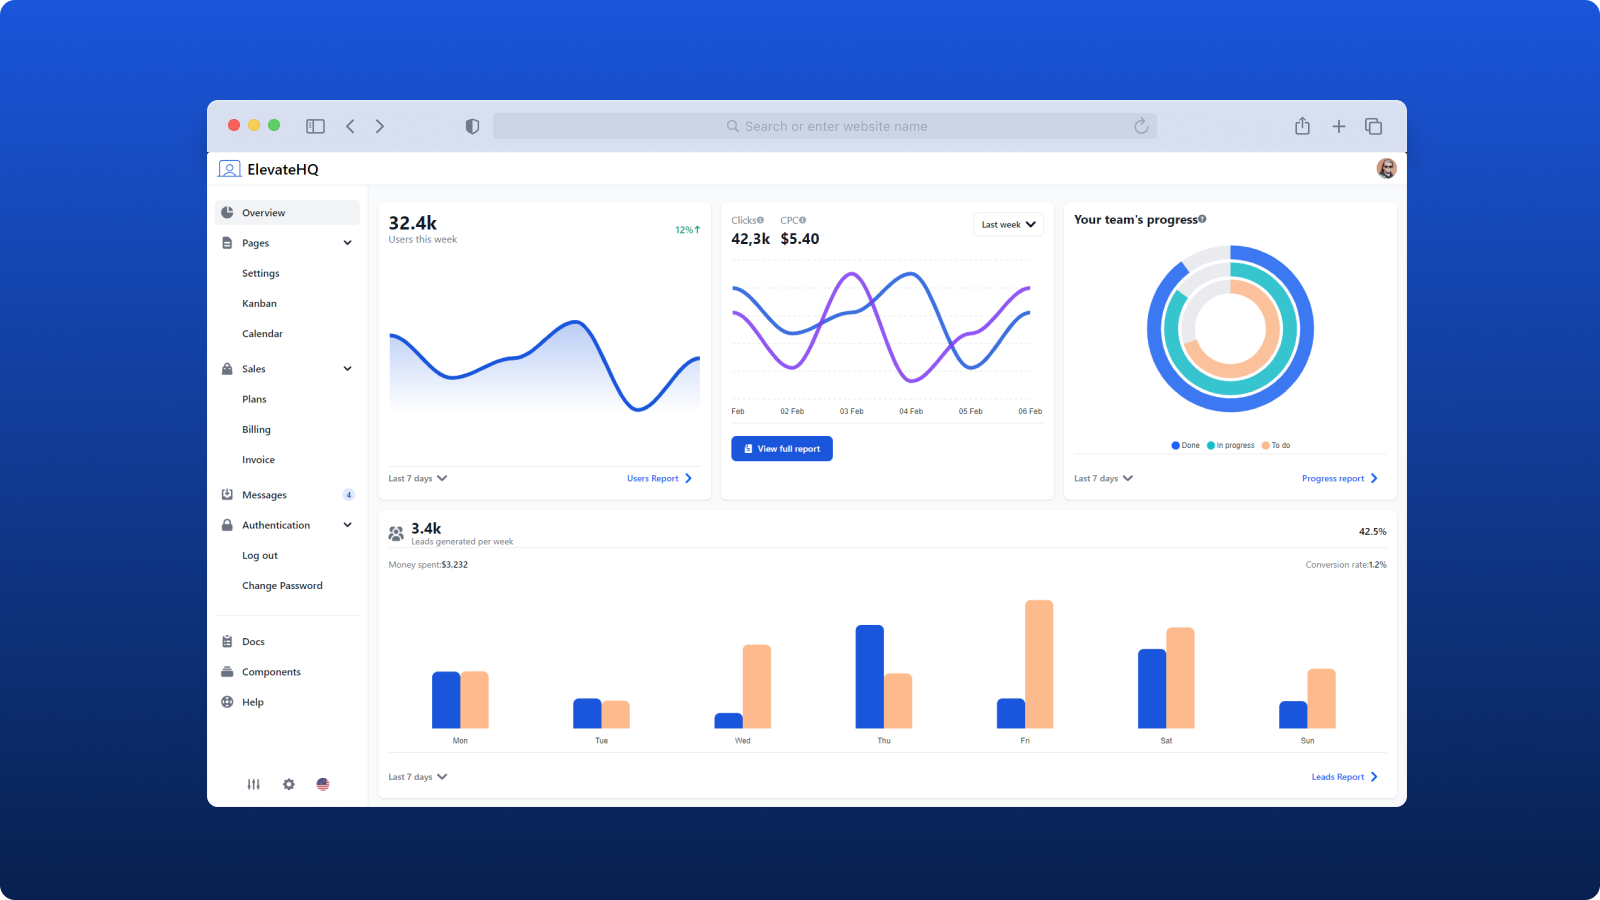 Search or enter website name
ElevateHQ
Overview
Pages
Settings
Kanban
Calendar
Sales
Plans
Billing
Invoice
Messages 4
Authentication
Log out
Change Password
Docs
Components
Help
32.4k
Users this week
12%
Last 7 days
Users Report
Clicks CPC
42,3k $5.40
Last week
Feb 02 Feb 03 Feb 04 Feb 05 Feb 06 Feb
View full report
Your team's progress
Done In progress To do
Last 7 days
Progress report
3.4k
Leads generated per week
42.5%
Money spent:$3,232
Conversion rate:1.2%
Mon Tue Wed Thu Fri Sat Sun
Last 7 days
Leads Report